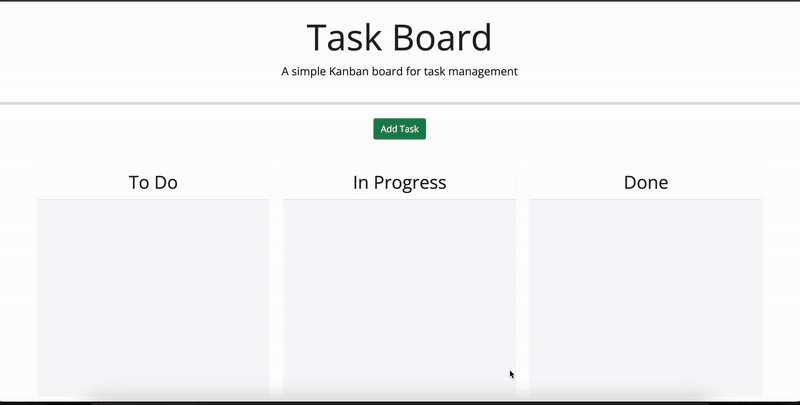 Task Board
A simple Kanban board for task management
Add Task
To Do
In Progress
Done